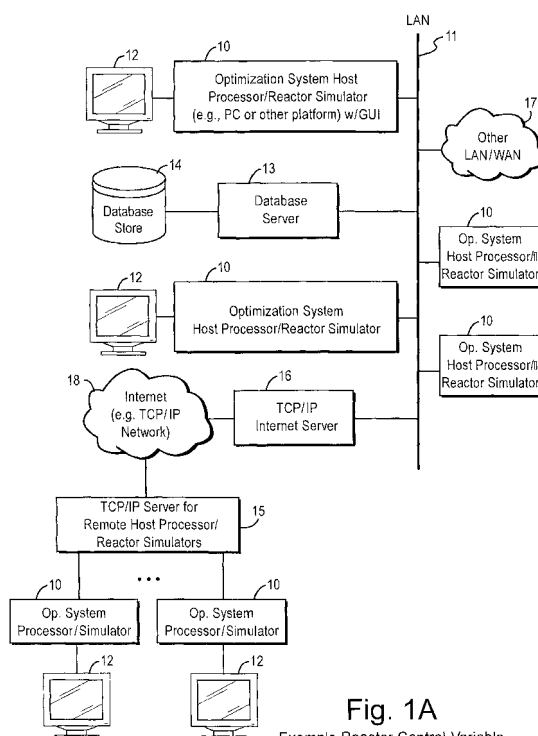 LAN
11
12
10
Optimization System Host
Processor/Reactor Simulator
(e.g., PC or other platform) w/GUI
17
Other
LAN/WAN
14
Database
Store
13
Database
Server
10
Op. System
Host Processor/
Reactor Simulator
12
10
Optimization System
Host Processor/Reactor Simulator
10
Op. System
Host Processor/
Reactor Simulator
18
Internet
(e.g. TCP/IP
Network)
16
TCP/IP
Internet Server
TCP/IP Server for
Remote Host Processor/
Reactor Simulators
15
...
10
Op. System
Processor/Simulator
10
Op. System
Processor/Simulator
12
12
Fig. 1A
Example Reactor Control Variable